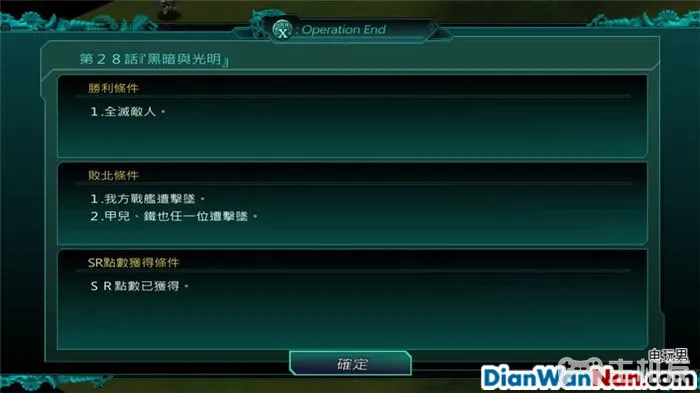 X : Operation End
第２８話『黑暗與光明』
勝利條件
１.全滅敵人。
敗北條件
１.我方戰艦遭擊墜。
２.甲兒、鐵也任一位遭擊墜。
SR點數獲得條件
ＳＲ點數已獲得。
確定
电玩男
DianWanNan.com